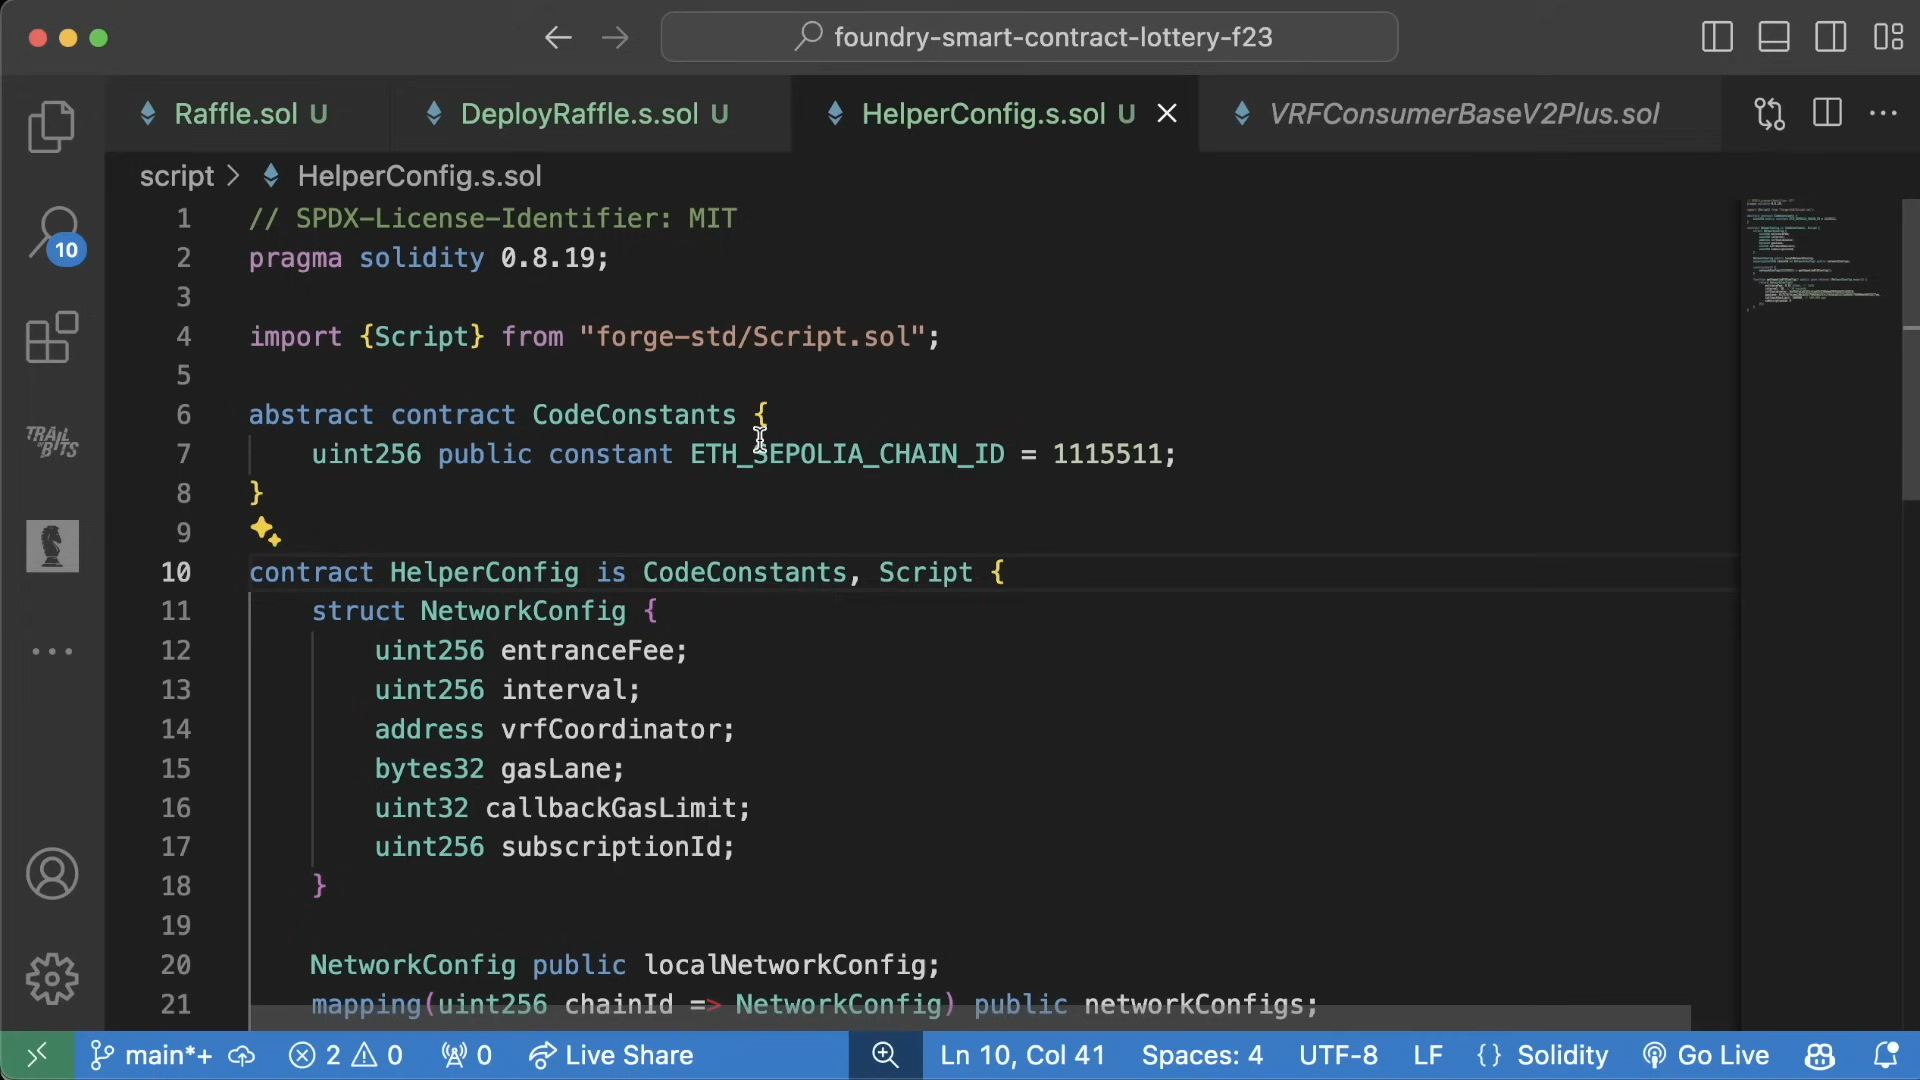 foundry-smart-contract-lottery-f23
Raffle.sol U
DeployRaffle.s.sol U
HelperConfig.s.sol U
VRFConsumerBaseV2Plus.sol
script > HelperConfig.s.sol
10
TRAIL OF BITS
1 // SPDX-License-Identifier: MIT
2 pragma solidity 0.8.19;
3
4 import {Script} from "forge-std/Script.sol";
5
6 abstract contract CodeConstants {
7 uint256 public constant ETH_SEPOLIA_CHAIN_ID = 1115511;
8 }
9
10 contract HelperConfig is CodeConstants, Script {
11 struct NetworkConfig {
12 uint256 entranceFee;
13 uint256 interval;
14 address vrfCoordinator;
15 bytes32 gasLane;
16 uint32 callbackGasLimit;
17 uint256 subscriptionId;
18 }
19
20 NetworkConfig public localNetworkConfig;
21 mapping(uint256 chainId => NetworkConfig) public networkConfigs;
main*+ 2 0 0 Live Share Ln 10, Col 41 Spaces: 4 UTF-8 LF {} Solidity Go Live